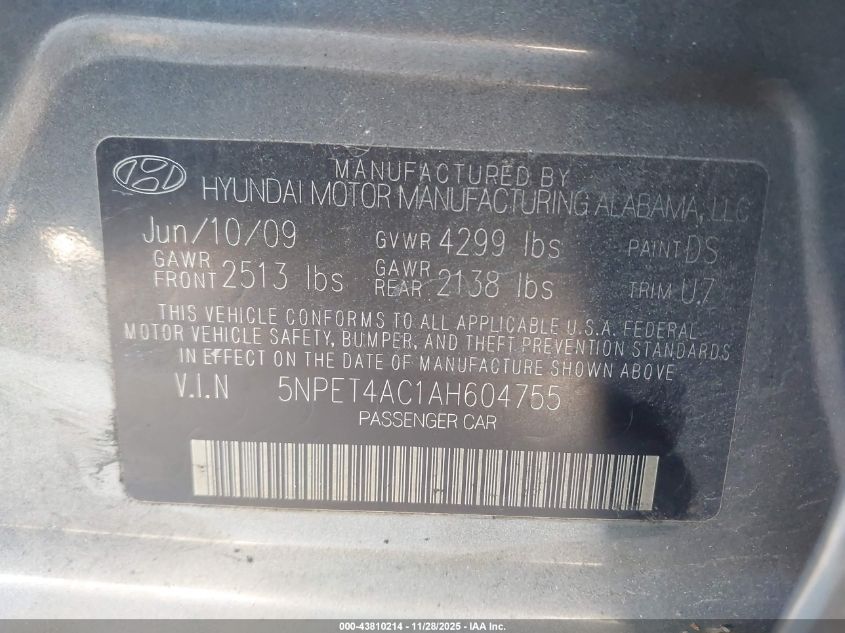 MANUFACTURED BY
HYUNDAI MOTOR MANUFACTURING ALABAMA, LLC
Jun/10/09 GVWR 4299 lbs PAINT DS
GAWR FRONT 2513 lbs GAWR REAR 2138 lbs TRIM U.7
THIS VEHICLE CONFORMS TO ALL APPLICABLE U.S.A. FEDERAL
MOTOR VEHICLE SAFETY, BUMPER, AND THEFT PREVENTION STANDARDS
IN EFFECT ON THE DATE OF MANUFACTURE SHOWN ABOVE
V.I.N 5NPET4AC1AH604755
PASSENGER CAR
000-43810214 - 11/28/2025 - IAA Inc.